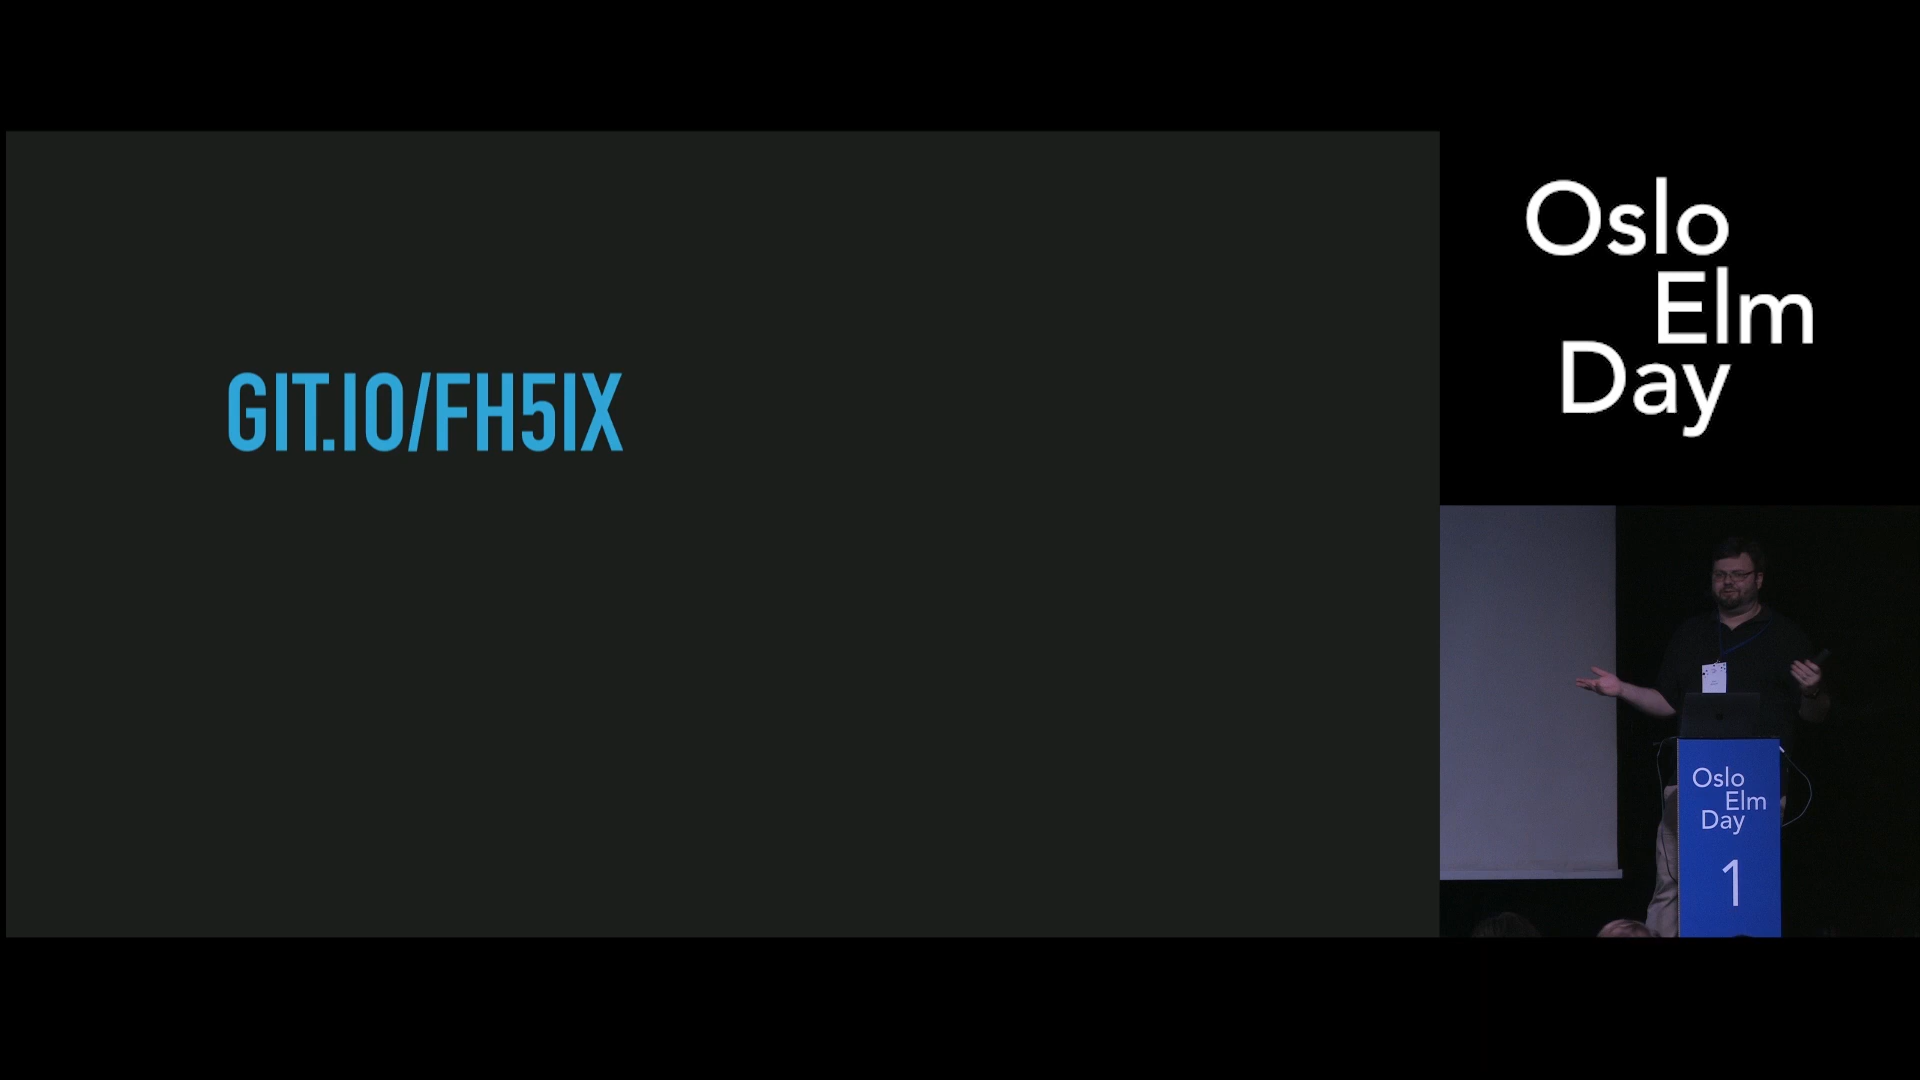 GIT.IO/FH5IX
Oslo
Elm
Day
Oslo
Elm
Day
1